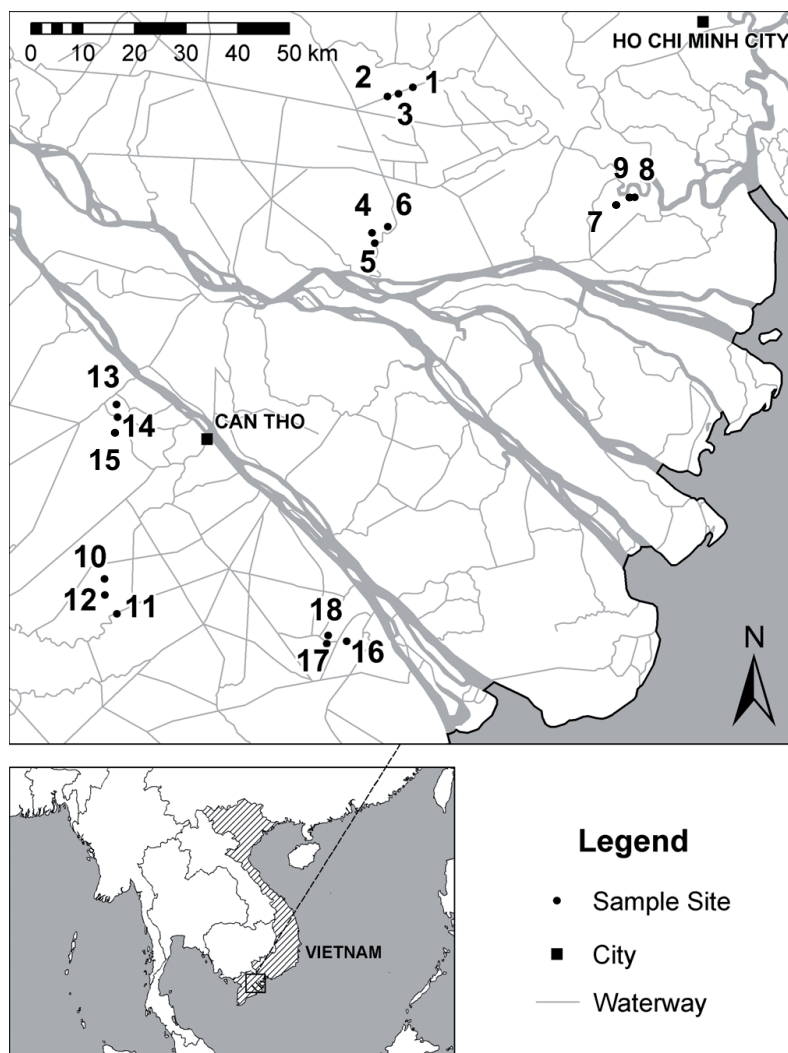 0 10 20 30 40 50 km
HO CHI MINH CITY
2 1
3
9 8
7
4 6
5
13
CAN THO
14
15
10
12 11
18
17 16
N
VIETNAM
Legend
Sample Site
City
Waterway